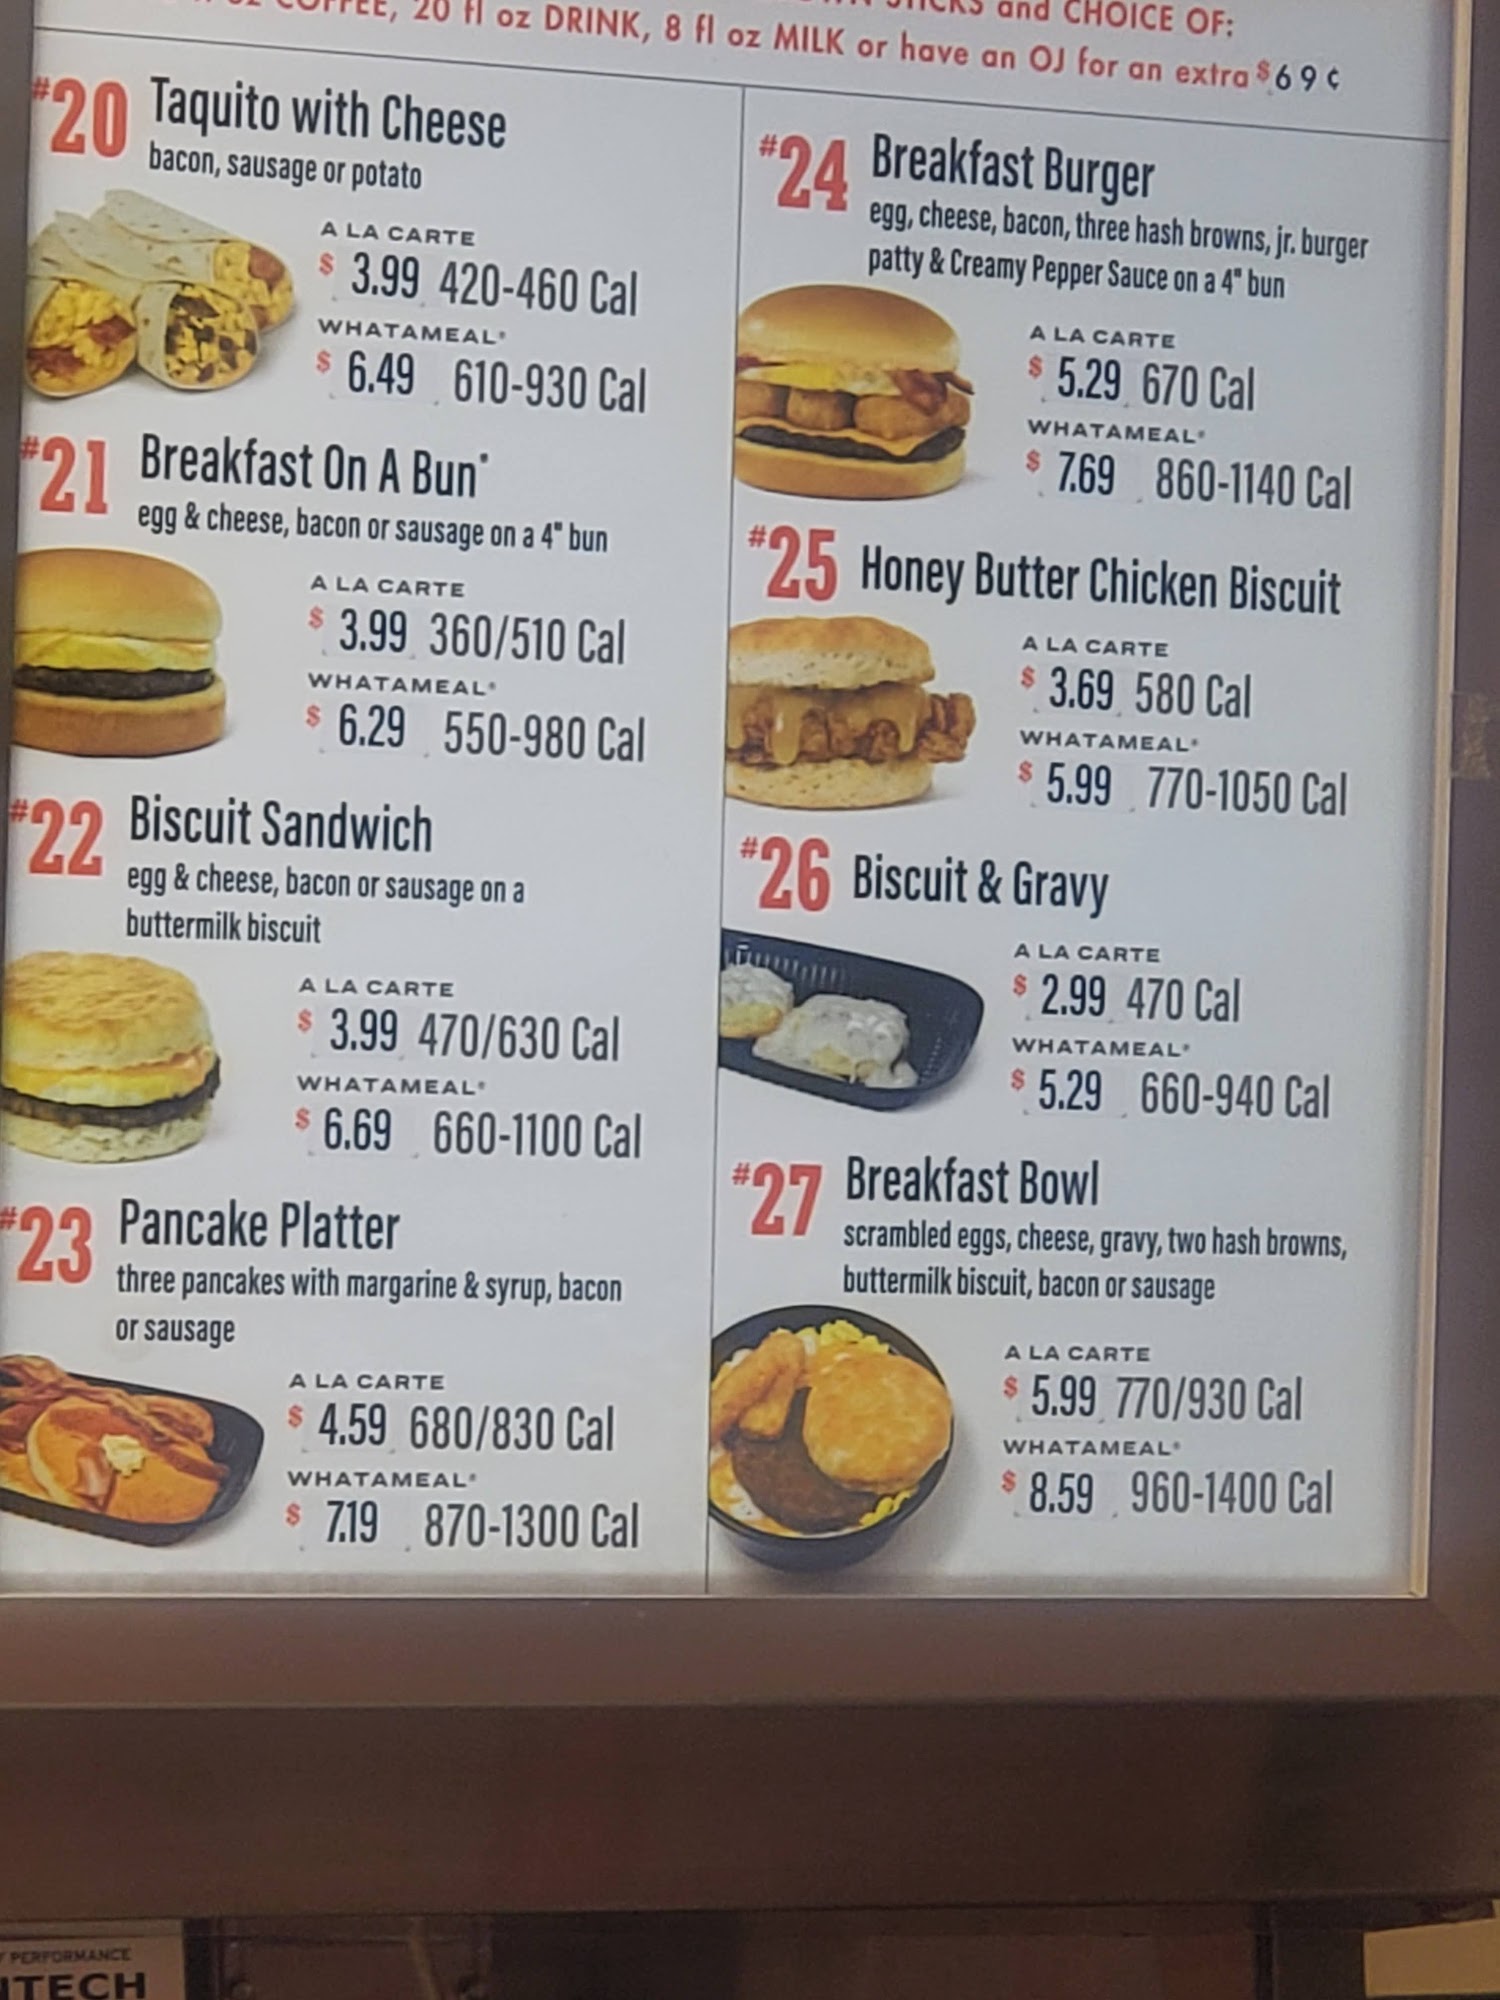 COFFEE, 20 fl oz DRINK, 8 fl oz MILK or have an OJ for an extra $69¢
and CHOICE OF:
#20 Taquito with Cheese
bacon, sausage or potato
A LA CARTE
$ 3.99 420-460 Cal
WHATAMEAL®
$ 6.49 610-930 Cal
#21 Breakfast On A Bun®
egg & cheese, bacon or sausage on a 4" bun
A LA CARTE
$ 3.99 360/510 Cal
WHATAMEAL®
$ 6.29 550-980 Cal
#22 Biscuit Sandwich
egg & cheese, bacon or sausage on a
buttermilk biscuit
A LA CARTE
$ 3.99 470/630 Cal
WHATAMEAL®
$ 6.69 660-1100 Cal
#23 Pancake Platter
three pancakes with margarine & syrup, bacon
or sausage
A LA CARTE
$ 4.59 680/830 Cal
WHATAMEAL®
$ 7.19 870-1300 Cal
#24 Breakfast Burger
egg, cheese, bacon, three hash browns, jr. burger
patty & Creamy Pepper Sauce on a 4" bun
A LA CARTE
$ 5.29 670 Cal
WHATAMEAL®
$ 7.69 860-1140 Cal
#25 Honey Butter Chicken Biscuit
A LA CARTE
$ 3.69 580 Cal
WHATAMEAL®
$ 5.99 770-1050 Cal
#26 Biscuit & Gravy
A LA CARTE
$ 2.99 470 Cal
WHATAMEAL®
$ 5.29 660-940 Cal
#27 Breakfast Bowl
scrambled eggs, cheese, gravy, two hash browns,
buttermilk biscuit, bacon or sausage
A LA CARTE
$ 5.99 770/930 Cal
WHATAMEAL®
$ 8.59 960-1400 Cal
PERFORMANCE
TECH